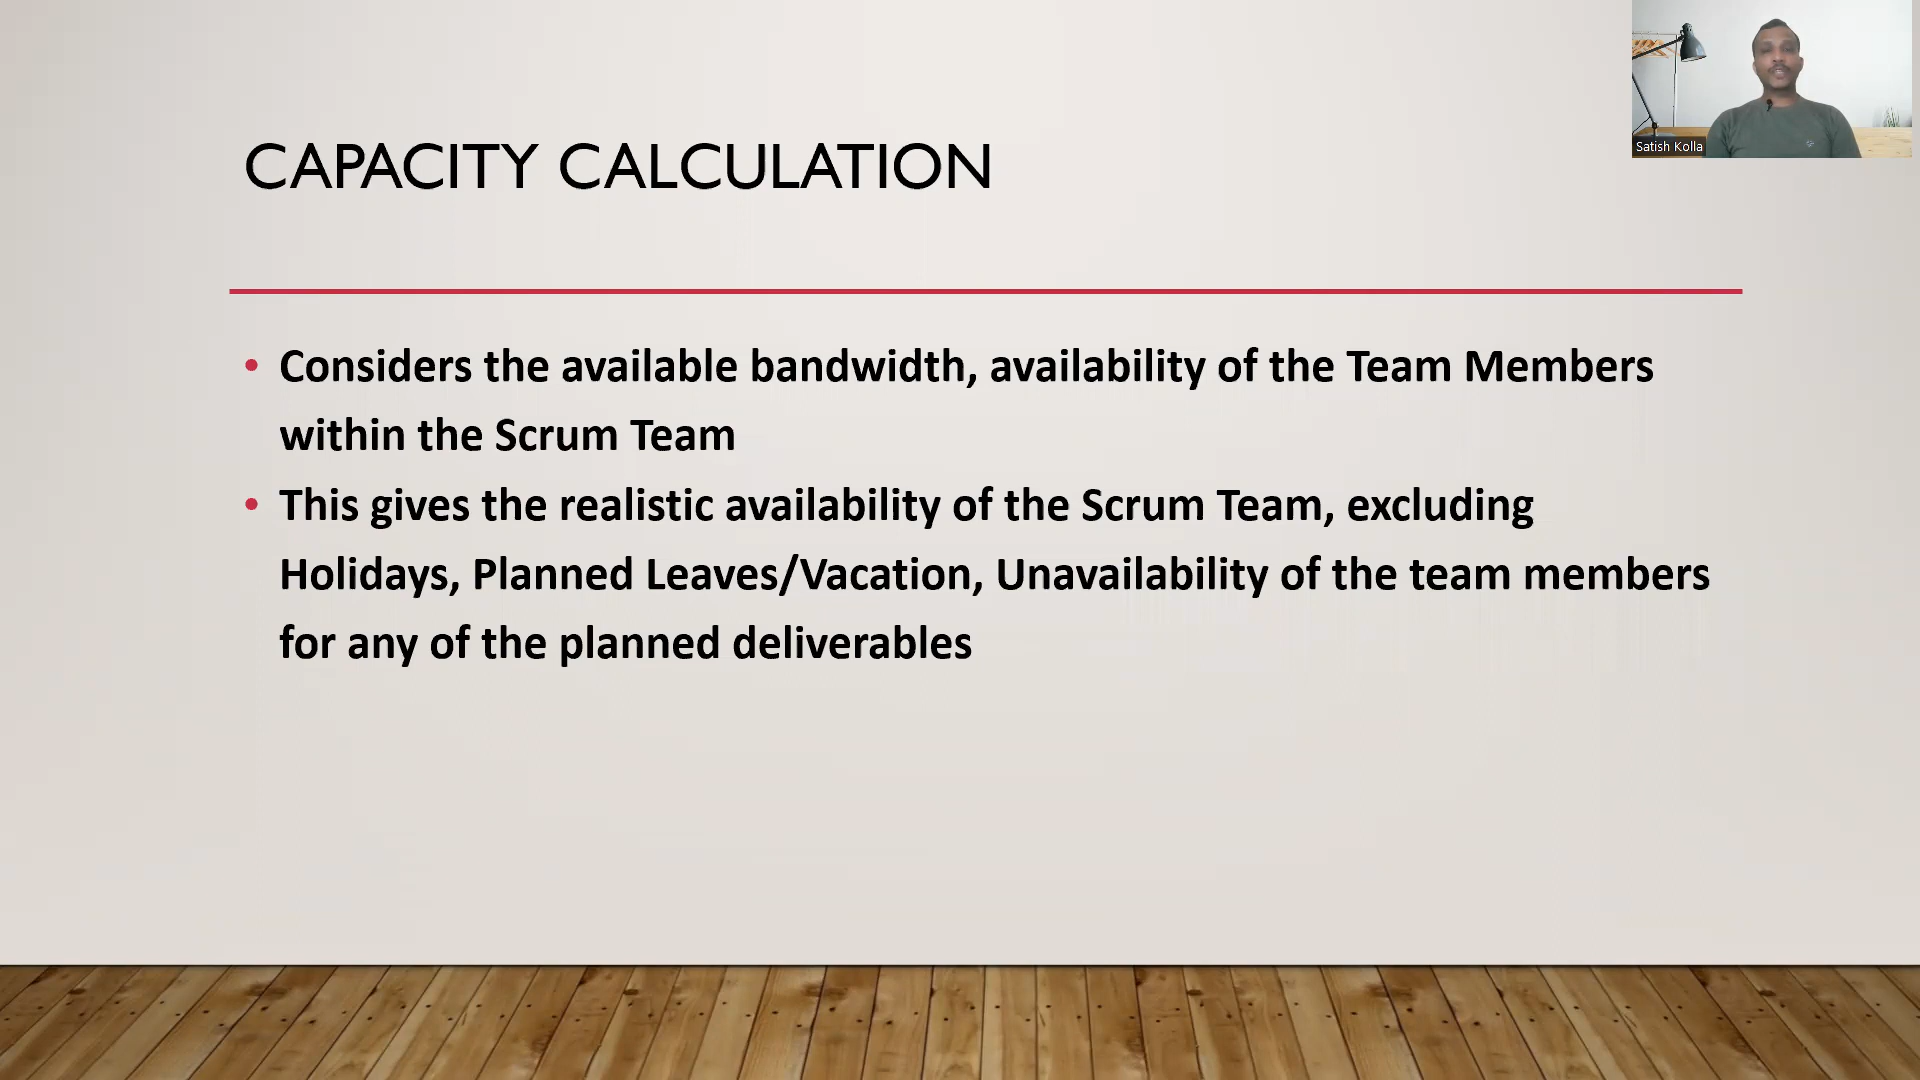 CAPACITY CALCULATION
Satish Kolla
• Considers the available bandwidth, availability of the Team Members
within the Scrum Team
• This gives the realistic availability of the Scrum Team, excluding
Holidays, Planned Leaves/Vacation, Unavailability of the team members
for any of the planned deliverables